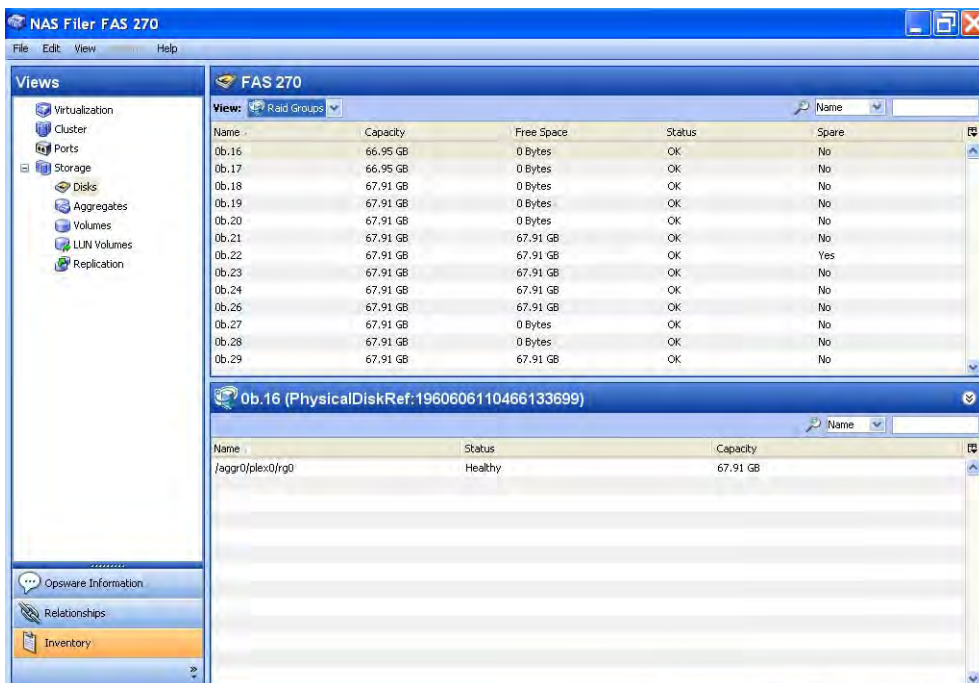 NAS Filer FAS 270
File Edit View Help
Views
Virtualization
Cluster
Ports
Storage
Disks
Aggregates
Volumes
LUN Volumes
Replication
Opsware Information
Relationships
Inventory
FAS 270
View: Raid Groups Name
Name Capacity Free Space Status Spare
0b.16 66.95 GB 0 Bytes OK No
0b.17 66.95 GB 0 Bytes OK No
0b.18 67.91 GB 0 Bytes OK No
0b.19 67.91 GB 0 Bytes OK No
0b.20 67.91 GB 0 Bytes OK No
0b.21 67.91 GB 67.91 GB OK No
0b.22 67.91 GB 67.91 GB OK Yes
0b.23 67.91 GB 67.91 GB OK No
0b.24 67.91 GB 67.91 GB OK No
0b.26 67.91 GB 67.91 GB OK No
0b.27 67.91 GB 0 Bytes OK No
0b.28 67.91 GB 0 Bytes OK No
0b.29 67.91 GB 67.91 GB OK No
0b.16 (PhysicalDiskRef:1960606110466133699)
Name
Name Status Capacity
/aggr0/plex0/rg0 Healthy 67.91 GB